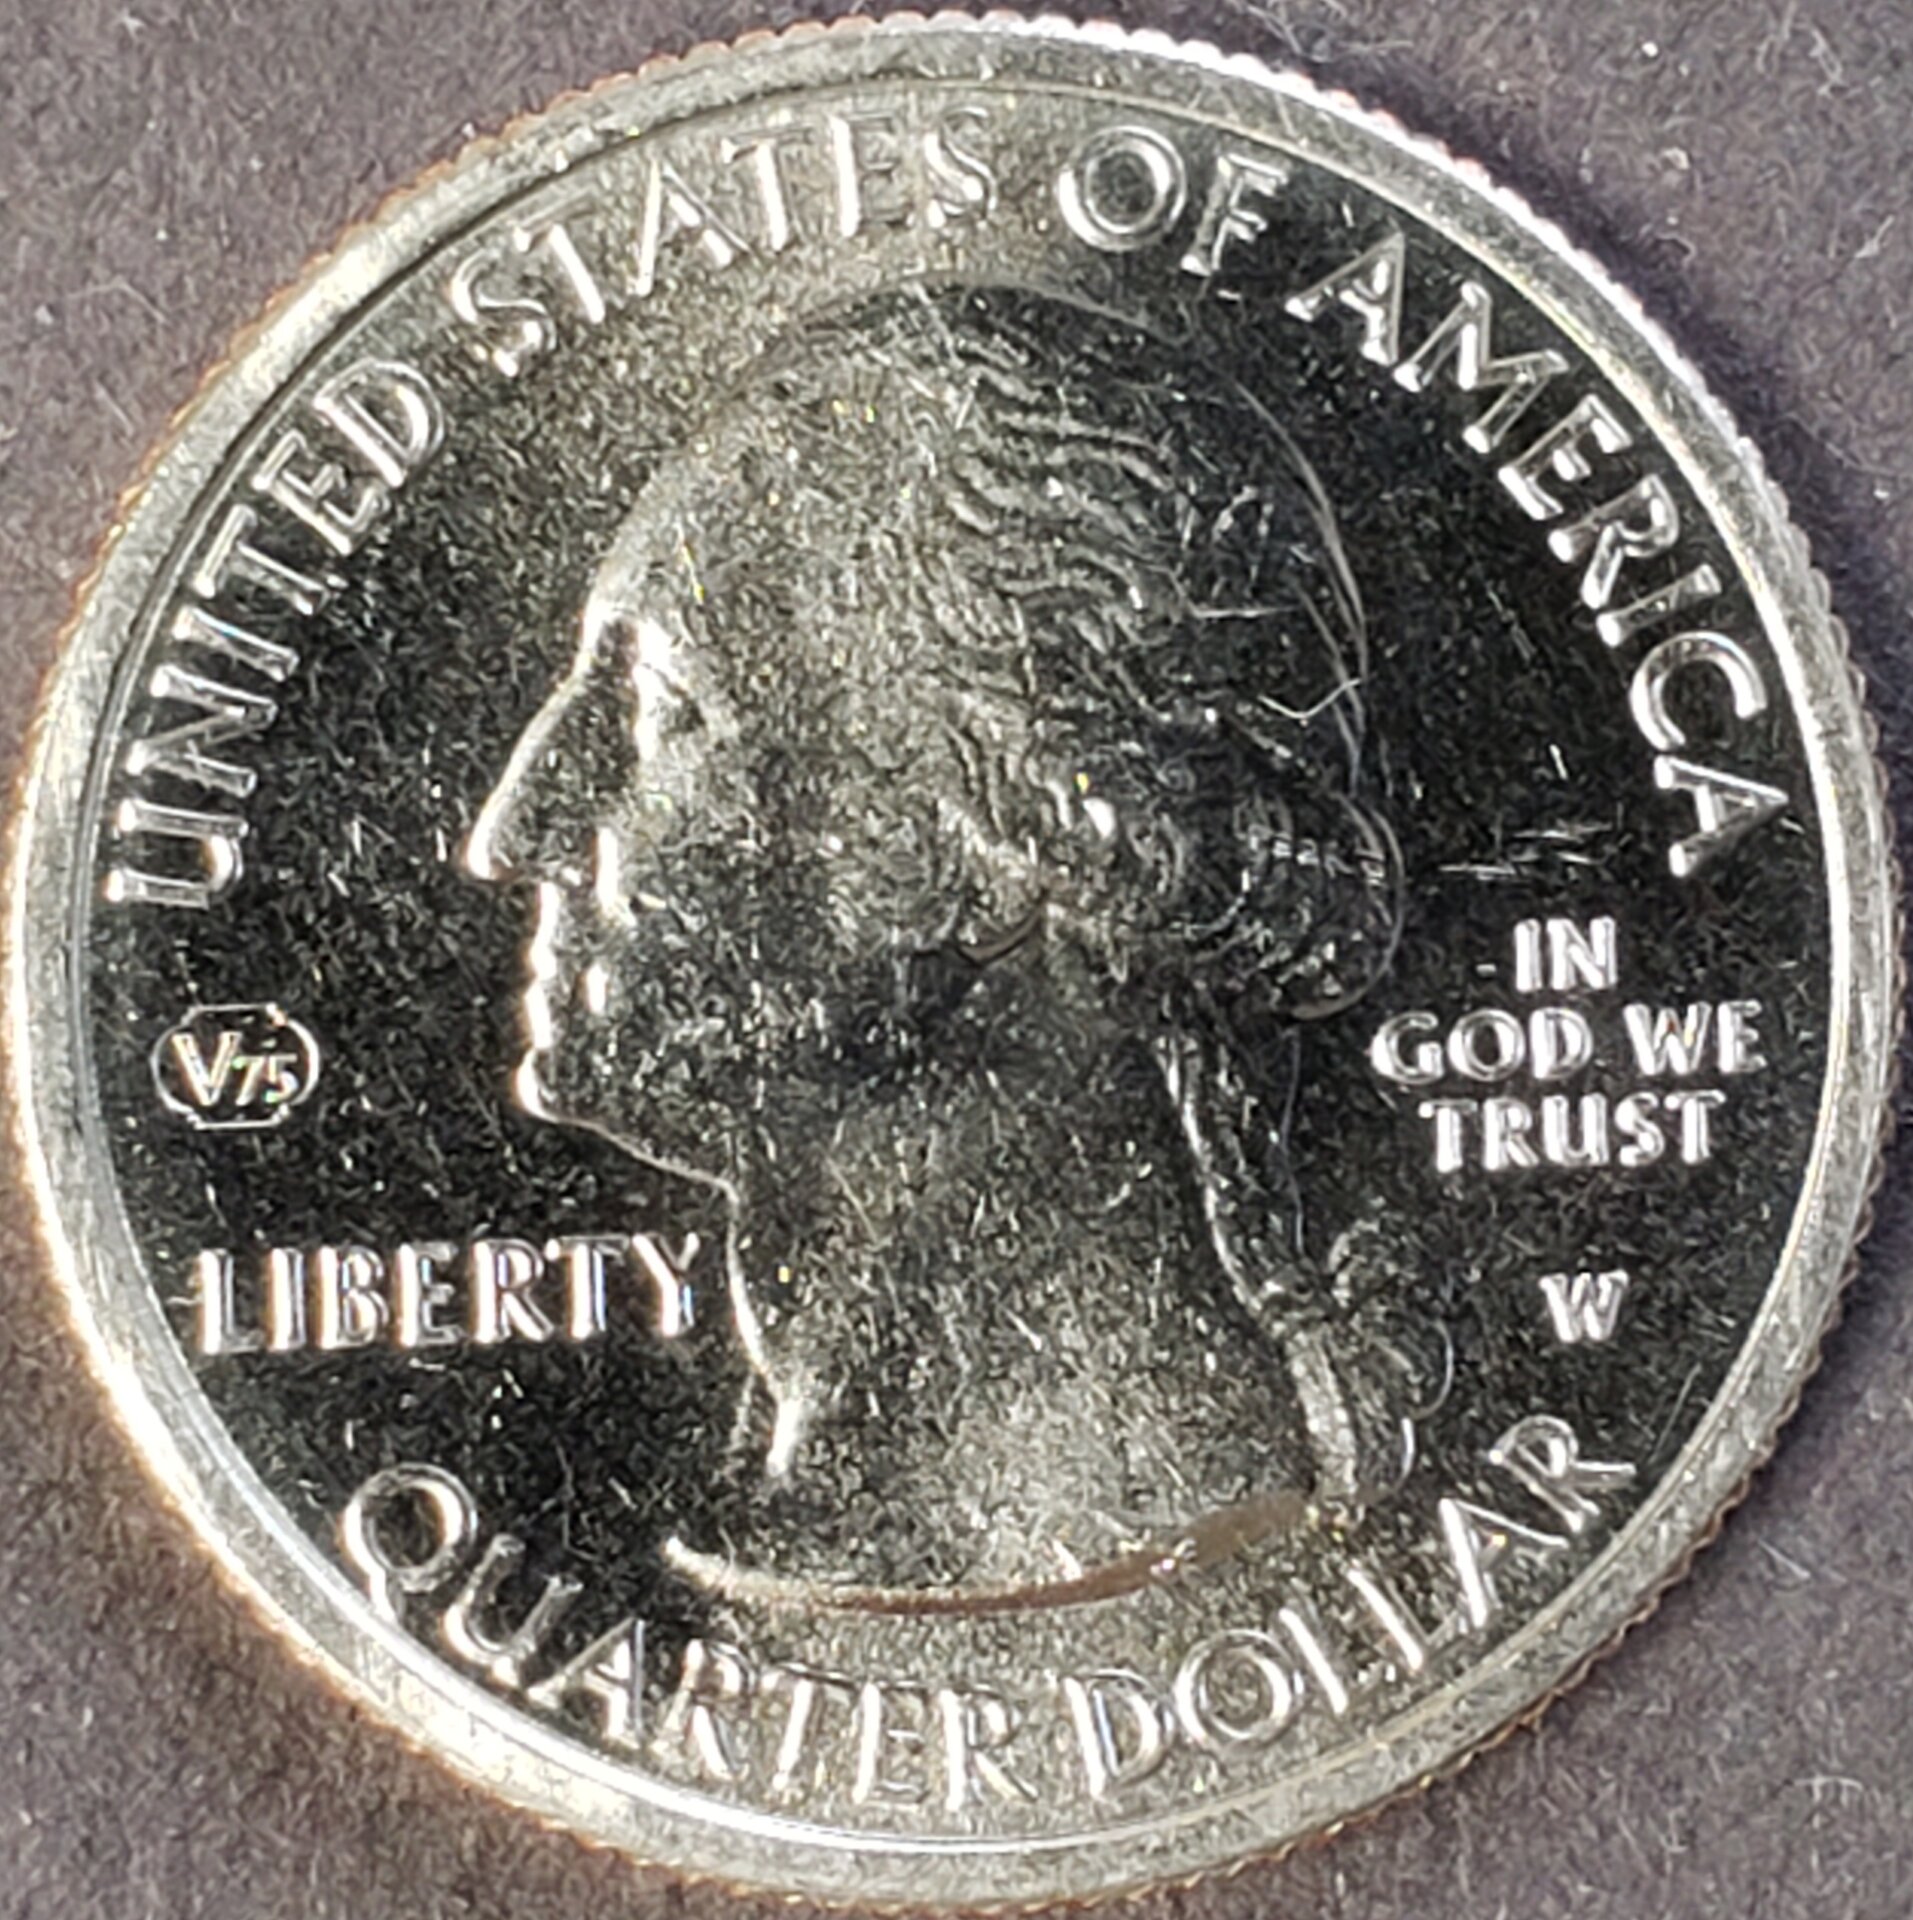 UNITED STATES OF AMERICA
V75
LIBERTY
IN
GOD WE
TRUST
W
QUARTER DOLLAR